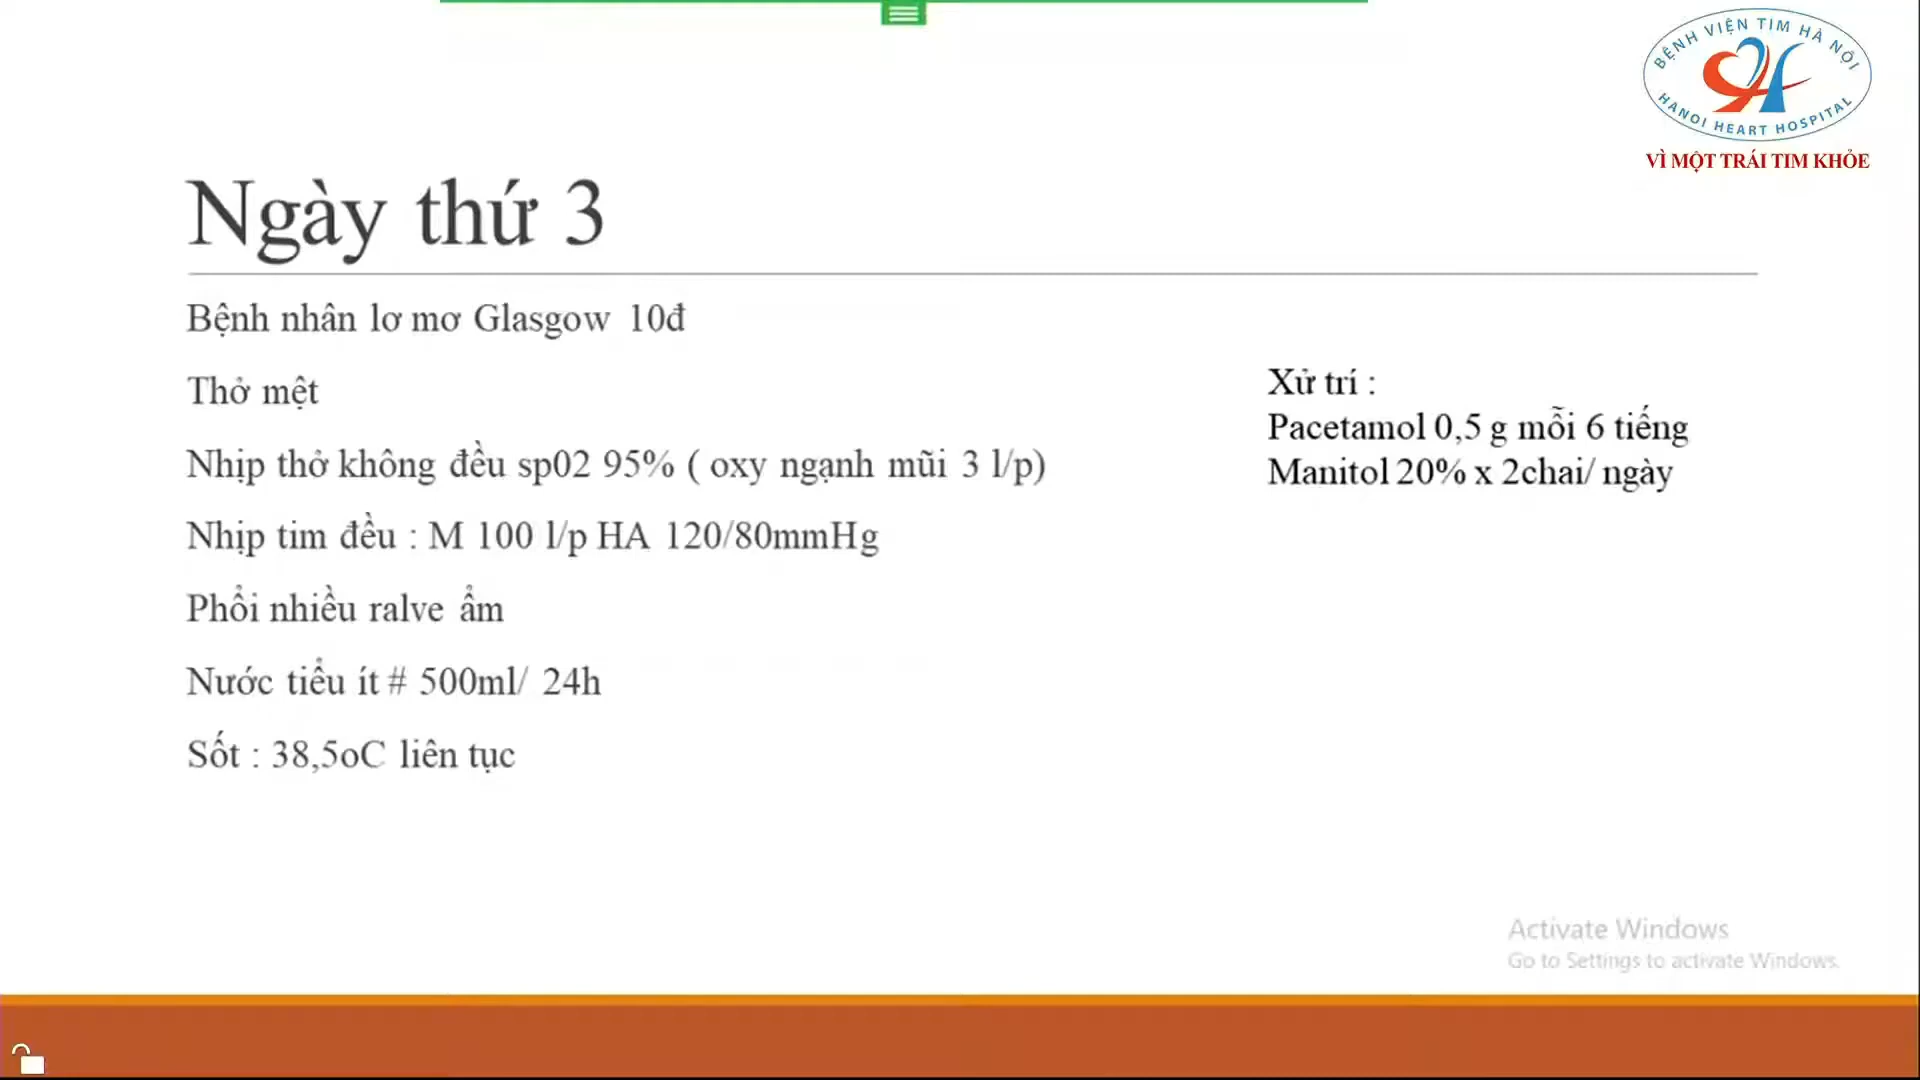 BỆNH VIỆN TIM HÀ NỘI
HANOI HEART HOSPITAL
VÌ MỘT TRÁI TIM KHỎE
Ngày thứ 3
Bệnh nhân lơ mơ Glasgow 10đ
Thở mệt
Nhịp thở không đều sp02 95% ( oxy ngạnh mũi 3 l/p)
Nhịp tim đều : M 100 l/p HA 120/80mmHg
Phổi nhiều ralve ẩm
Nước tiểu ít # 500ml/ 24h
Sốt : 38,5oC liên tục
Xử trí :
Pacetamol 0,5 g mỗi 6 tiếng
Manitol 20% x 2chai/ ngày
Activate Windows
Go to Settings to activate Windows.